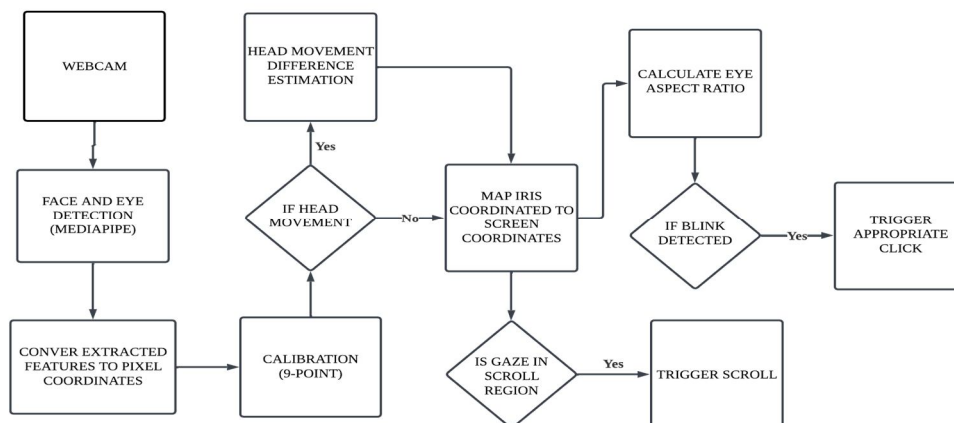 WEBCAM
FACE AND EYE
DETECTION
(MEDIAPIPE)
CONVER EXTRACTED
FEATURES TO PIXEL
COORDINATES
CALIBRATION
(9-POINT)
IF HEAD
MOVEMENT
Yes
No
HEAD MOVEMENT
DIFFERENCE
ESTIMATION
MAP IRIS
COORDINATED TO
SCREEN
COORDINATES
IS GAZE IN
SCROLL
REGION
Yes
TRIGGER SCROLL
CALCULATE EYE
ASPECT RATIO
IF BLINK
DETECTED
Yes
TRIGGER
APPROPRIATE
CLICK